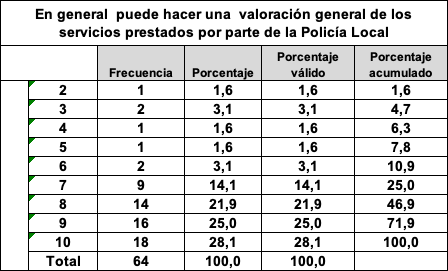 En general puede hacer una valoración general de los
servicios prestados por parte de la Policía Local
Frecuencia Porcentaje Porcentaje válido Porcentaje acumulado
2 1 1,6 1,6 1,6
3 2 3,1 3,1 4,7
4 1 1,6 1,6 6,3
5 1 1,6 1,6 7,8
6 2 3,1 3,1 10,9
7 9 14,1 14,1 25,0
8 14 21,9 21,9 46,9
9 16 25,0 25,0 71,9
10 18 28,1 28,1 100,0
Total 64 100,0 100,0